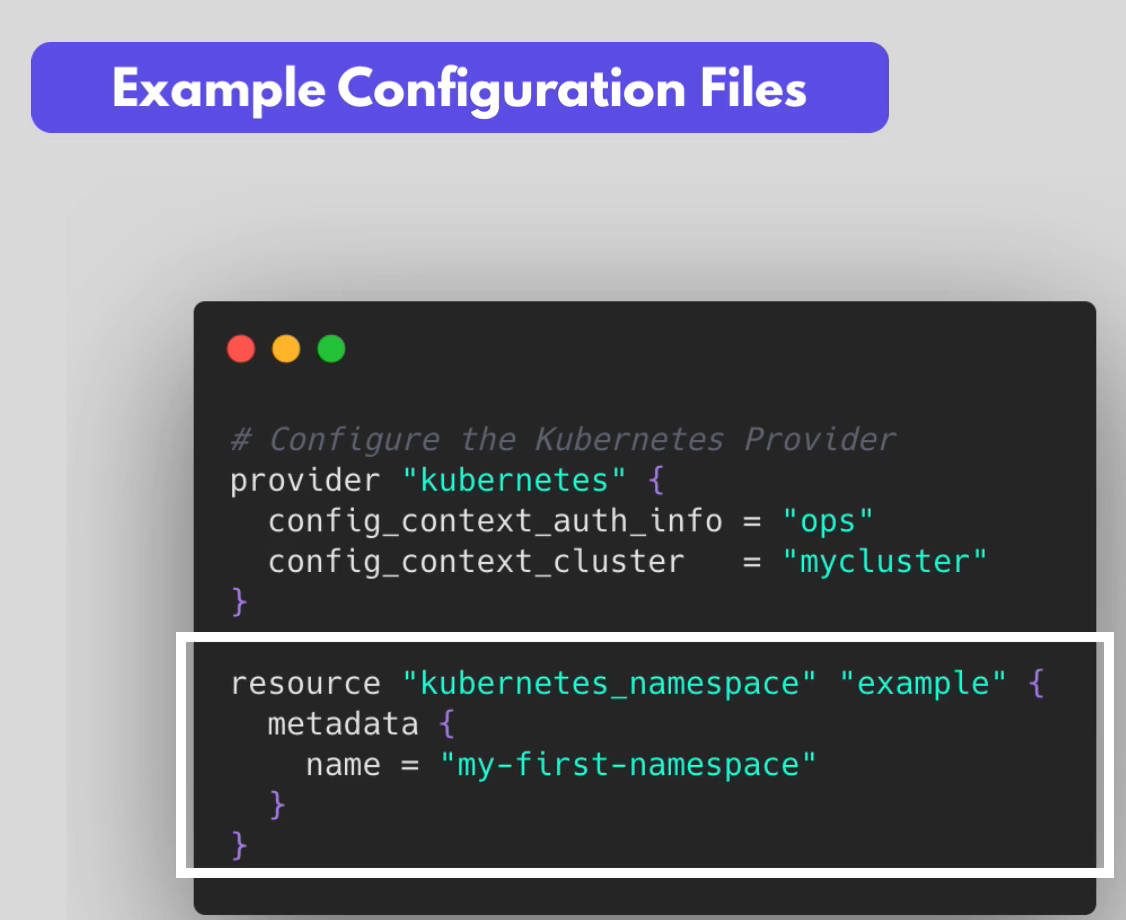 Example Configuration Files
# Configure the Kubernetes Provider
provider "kubernetes" {
  config_context_auth_info = "ops"
  config_context_cluster   = "mycluster"
}
resource "kubernetes_namespace" "example" {
  metadata {
    name = "my-first-namespace"
  }
}